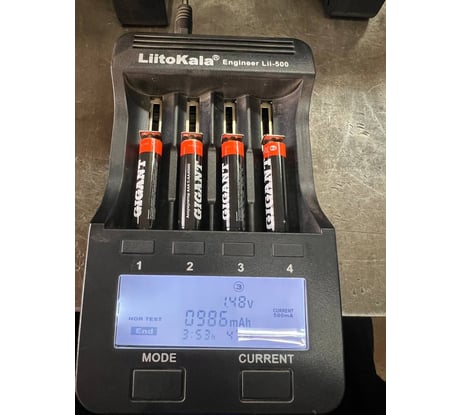 LiitoKala® Engineer Lii-500
GIGANT
GIGANT
GIGANT
GIGANT
1 2 3 4
3
1.48v
NOR TEST
0986mAh
CURRENT
500mA
End
3:53h
MODE CURRENT